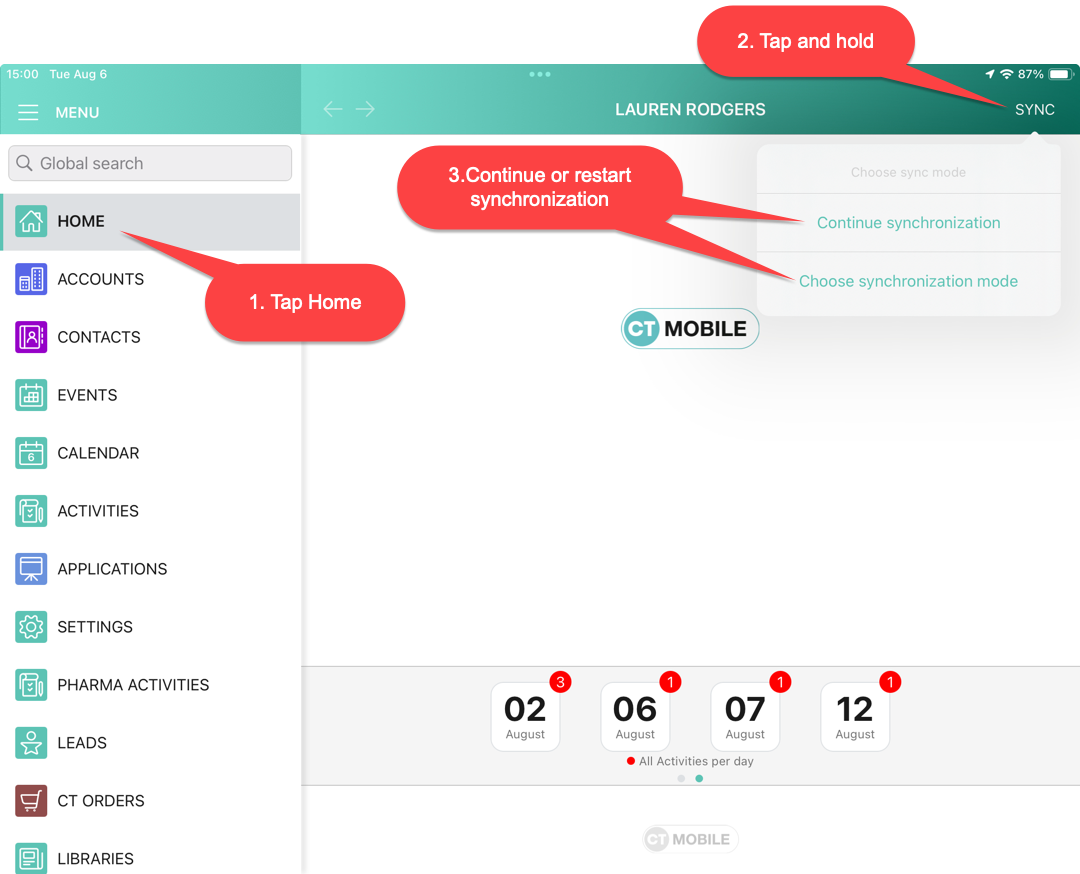 2. Tap and hold
15:00 Tue Aug 6
87%
MENU
LAUREN RODGERS
SYNC
Global search
Choose sync mode
3.Continue or restart
synchronization
Continue synchronization
Choose synchronization mode
HOME
1. Tap Home
ACCOUNTS
CONTACTS
CT MOBILE
EVENTS
CALENDAR
6
ACTIVITIES
APPLICATIONS
SETTINGS
PHARMA ACTIVITIES
LEADS
CT ORDERS
LIBRARIES
3 1 1 1
02 06 07 12
August August August August
All Activities per day
CT MOBILE